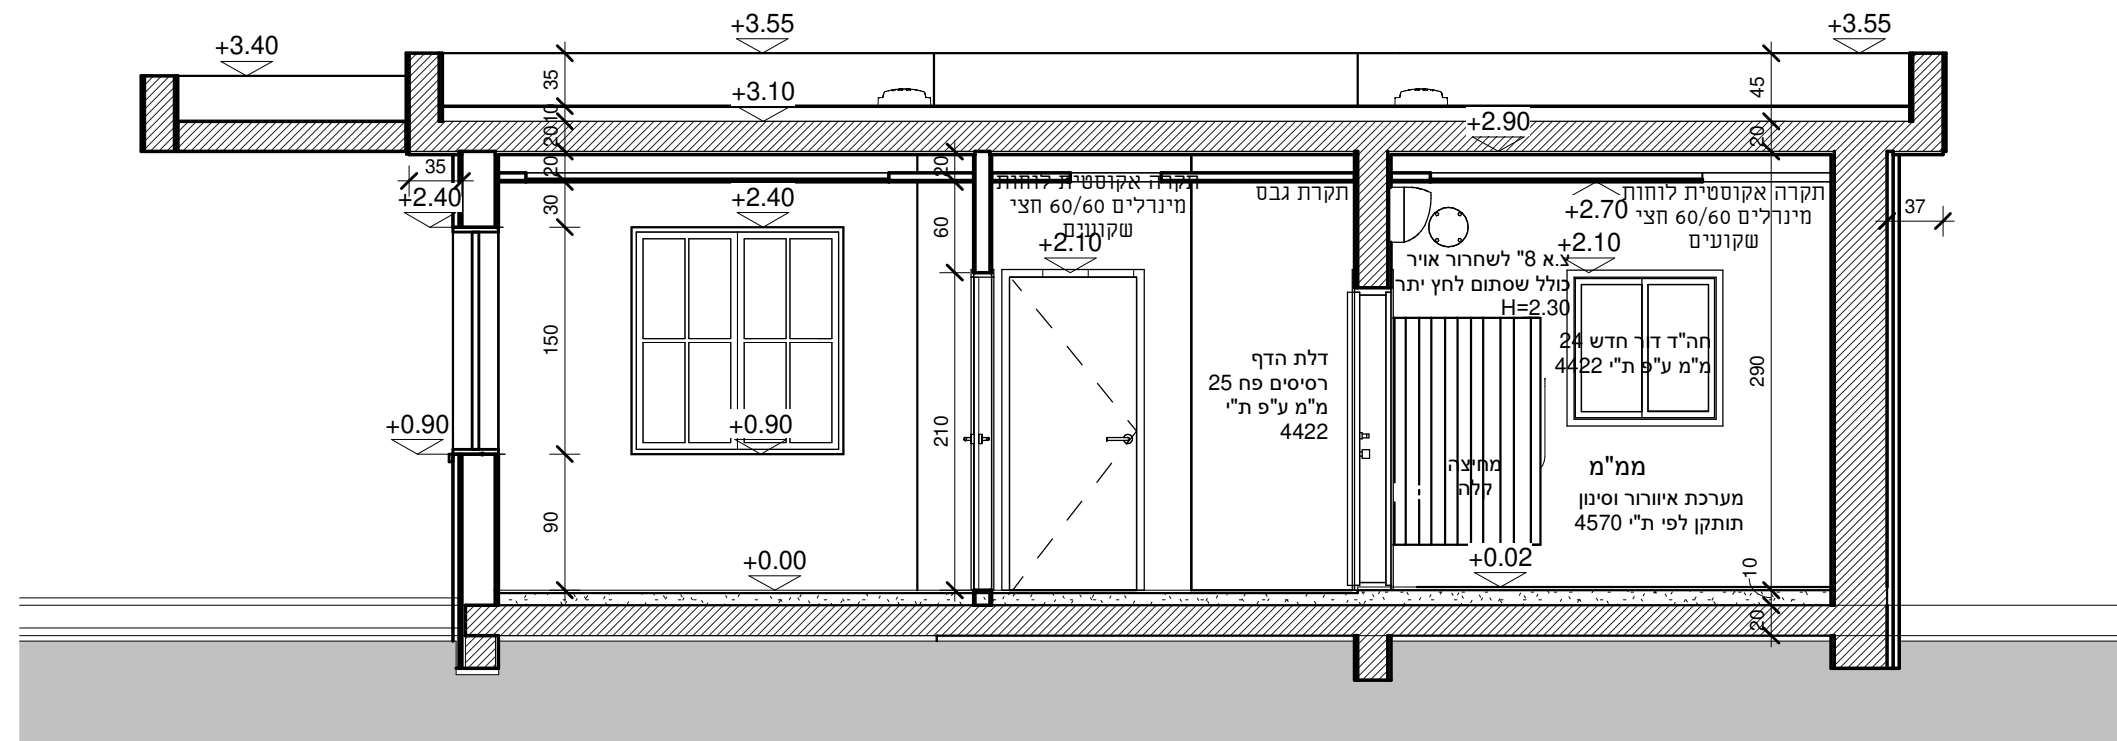 +3.55
+3.55
+3.40
35
45
+3.10
10
20
+2.90
20
35
20
20
+2.40
30
+2.40
60
תקרה אקוסטית לוחות
מינרלים 60/60 חצי
שקועים
+2.10
תקרת גבס
+2.70
תקרה אקוסטית לוחות
מינרלים 60/60 חצי
שקועים
37
+2.10
צ.א 8" לשחרור אויר
כולל שסתום לחץ יתר
H=2.30
חה"ד דור חדש 24
מ"מ ע"פ ת"י 4422
150
290
דלת הדף
רסיסים פח 25
מ"מ ע"פ ת"י
4422
+0.90
+0.90
210
מחיצה
קלה
ממ"מ
מערכת איוורור וסינון
תותקן לפי ת"י 4570
90
+0.00
+0.02
10
20